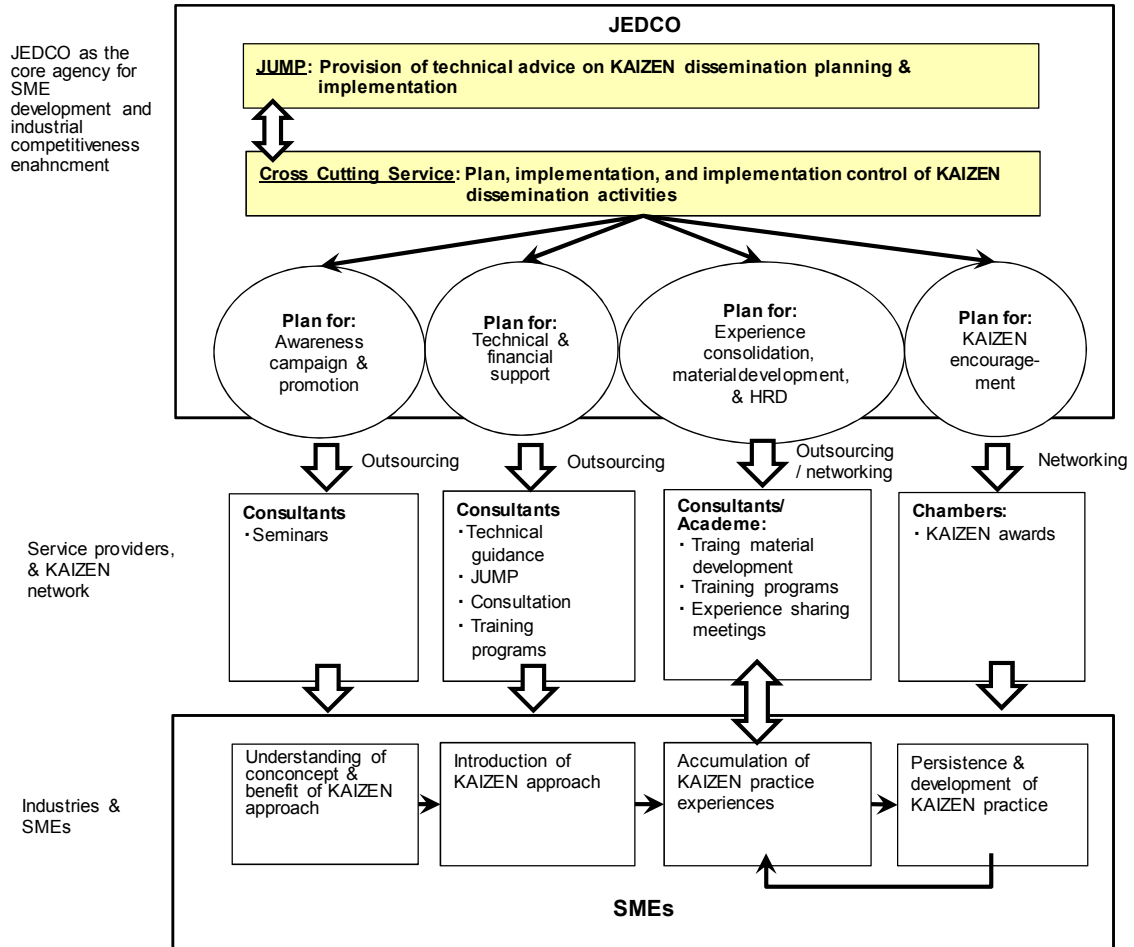 JEDCO
JEDCO as the
core agency for
SME
development and
industrial
competitiveness
enahncment
JUMP: Provision of technical advice on KAIZEN dissemination planning &
implementation
Cross Cutting Service: Plan, implementation, and implementation control of KAIZEN
dissemination activities
Plan for:
Awareness
campaign &
promotion
Plan for:
Technical &
financial
support
Plan for:
Experience
consolidation,
materialdevelopment,
& HRD
Plan for:
KAIZEN
encourage-
ment
Outsourcing
Outsourcing
Outsourcing
/ networking
Networking
Service providers,
& KAIZEN
network
Consultants
・Seminars
Consultants
・Technical
guidance
・ JUMP
・ Consultation
・ Training
programs
Consultants/
Academe:
・ Traing material
development
・ Training programs
・ Experience sharing
meetings
Chambers:
・ KAIZEN awards
Industries &
SMEs
Understanding of
conconcept &
benefit of KAIZEN
approach
Introduction of
KAIZEN approach
Accumulation of
KAIZEN practice
experiences
Persistence &
development of
KAIZEN practice
SMEs